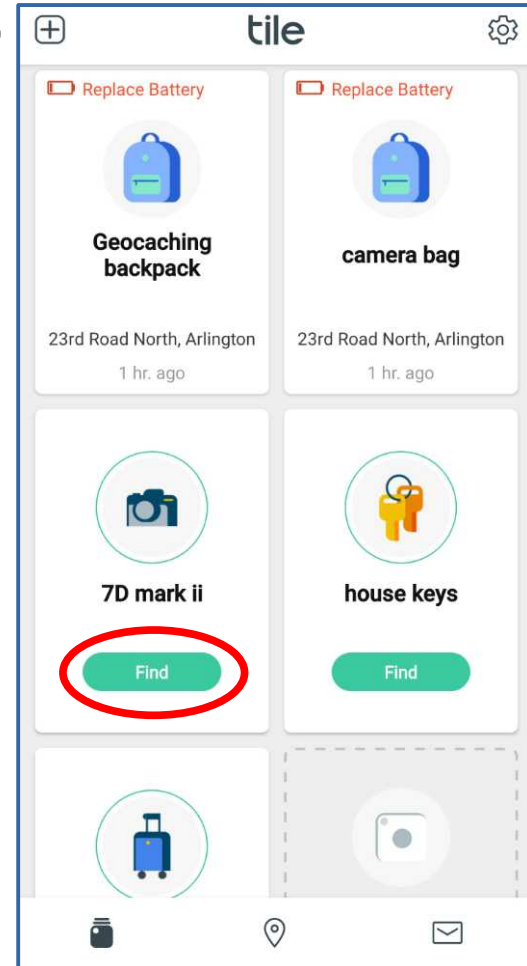 tile
Replace Battery
Replace Battery
Geocaching
backpack
camera bag
23rd Road North, Arlington
23rd Road North, Arlington
1 hr. ago
1 hr. ago
7D mark ii
house keys
Find
Find